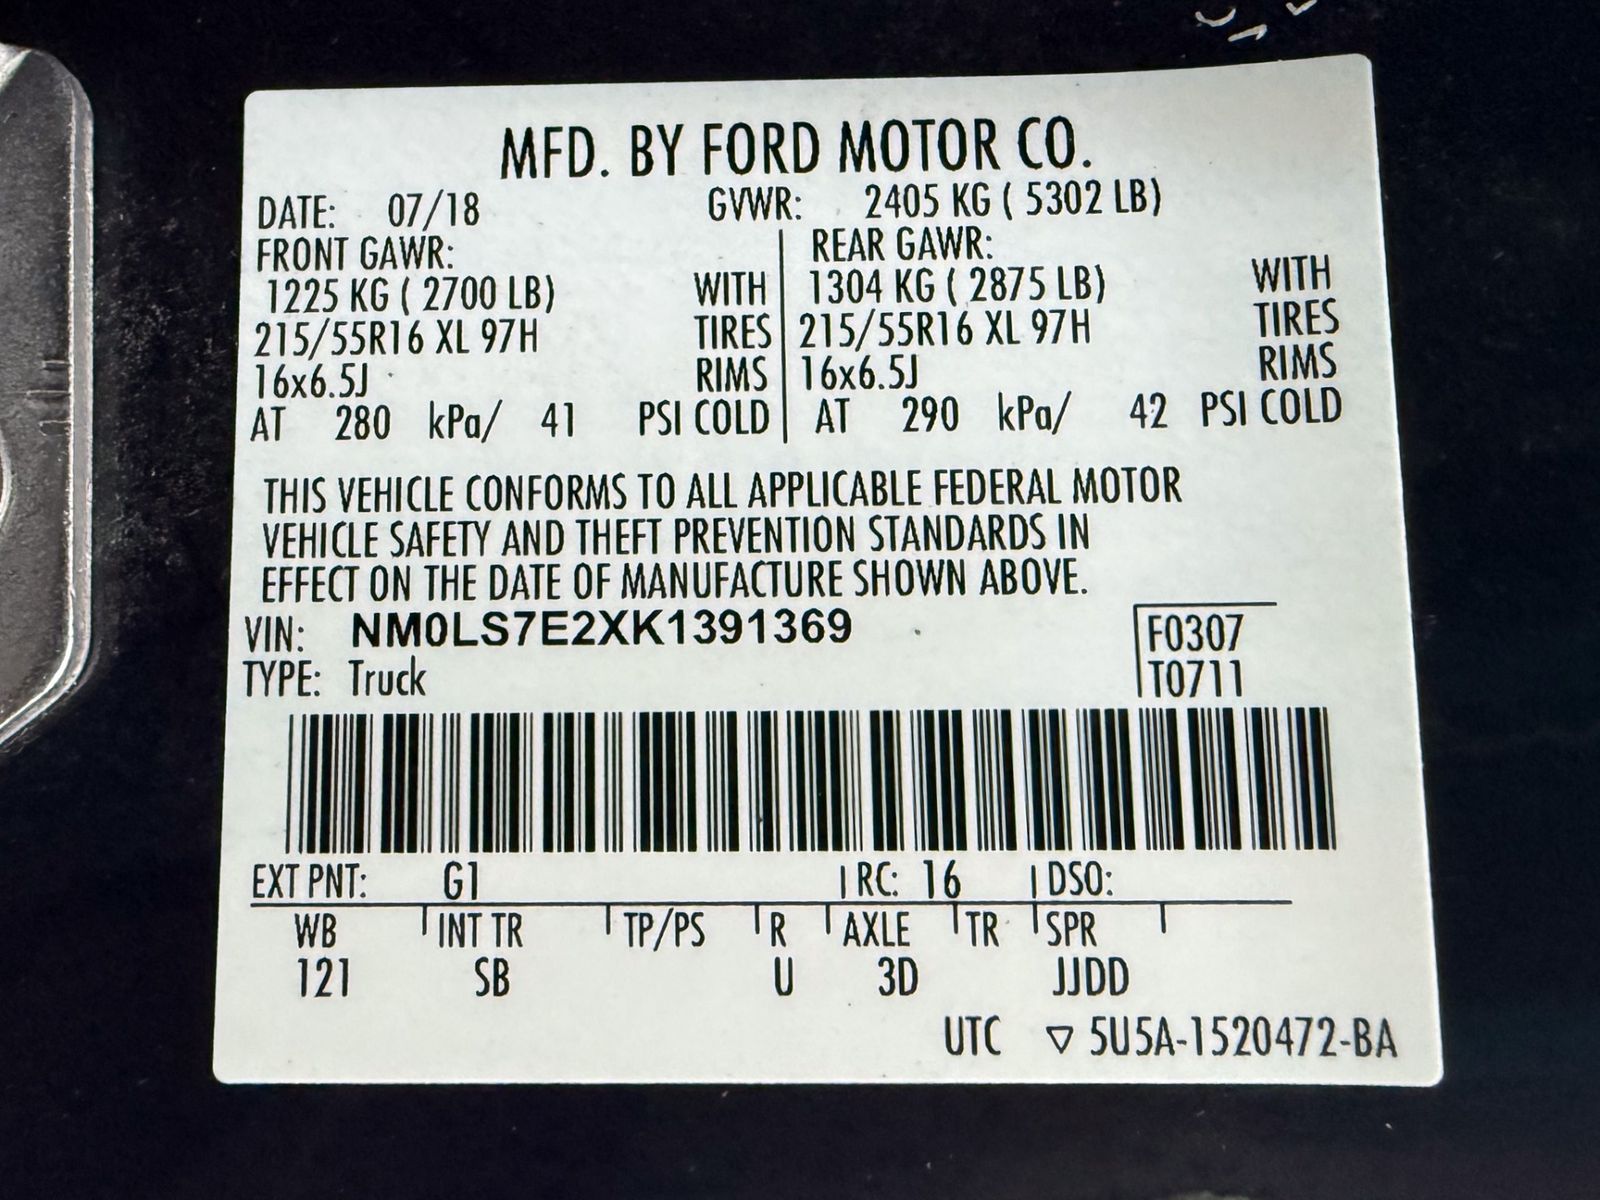 MFD. BY FORD MOTOR CO.
DATE: 07/18 GVWR: 2405 KG ( 5302 LB)
FRONT GAWR: REAR GAWR:
1225 KG ( 2700 LB) WITH 1304 KG ( 2875 LB) WITH
215/55R16 XL 97H TIRES 215/55R16 XL 97H TIRES
16x6.5J RIMS 16x6.5J RIMS
AT 280 kPa/ 41 PSI COLD AT 290 kPa/ 42 PSI COLD
THIS VEHICLE CONFORMS TO ALL APPLICABLE FEDERAL MOTOR
VEHICLE SAFETY AND THEFT PREVENTION STANDARDS IN
EFFECT ON THE DATE OF MANUFACTURE SHOWN ABOVE.
VIN: NM0LS7E2XK1391369 F0307
TYPE: Truck T0711
EXT PNT: G1 RC: 16 DSO:
WB INT TR TP/PS R AXLE TR SPR
121 SB U 3D JJDD
UTC ▽ 5U5A-1520472-BA